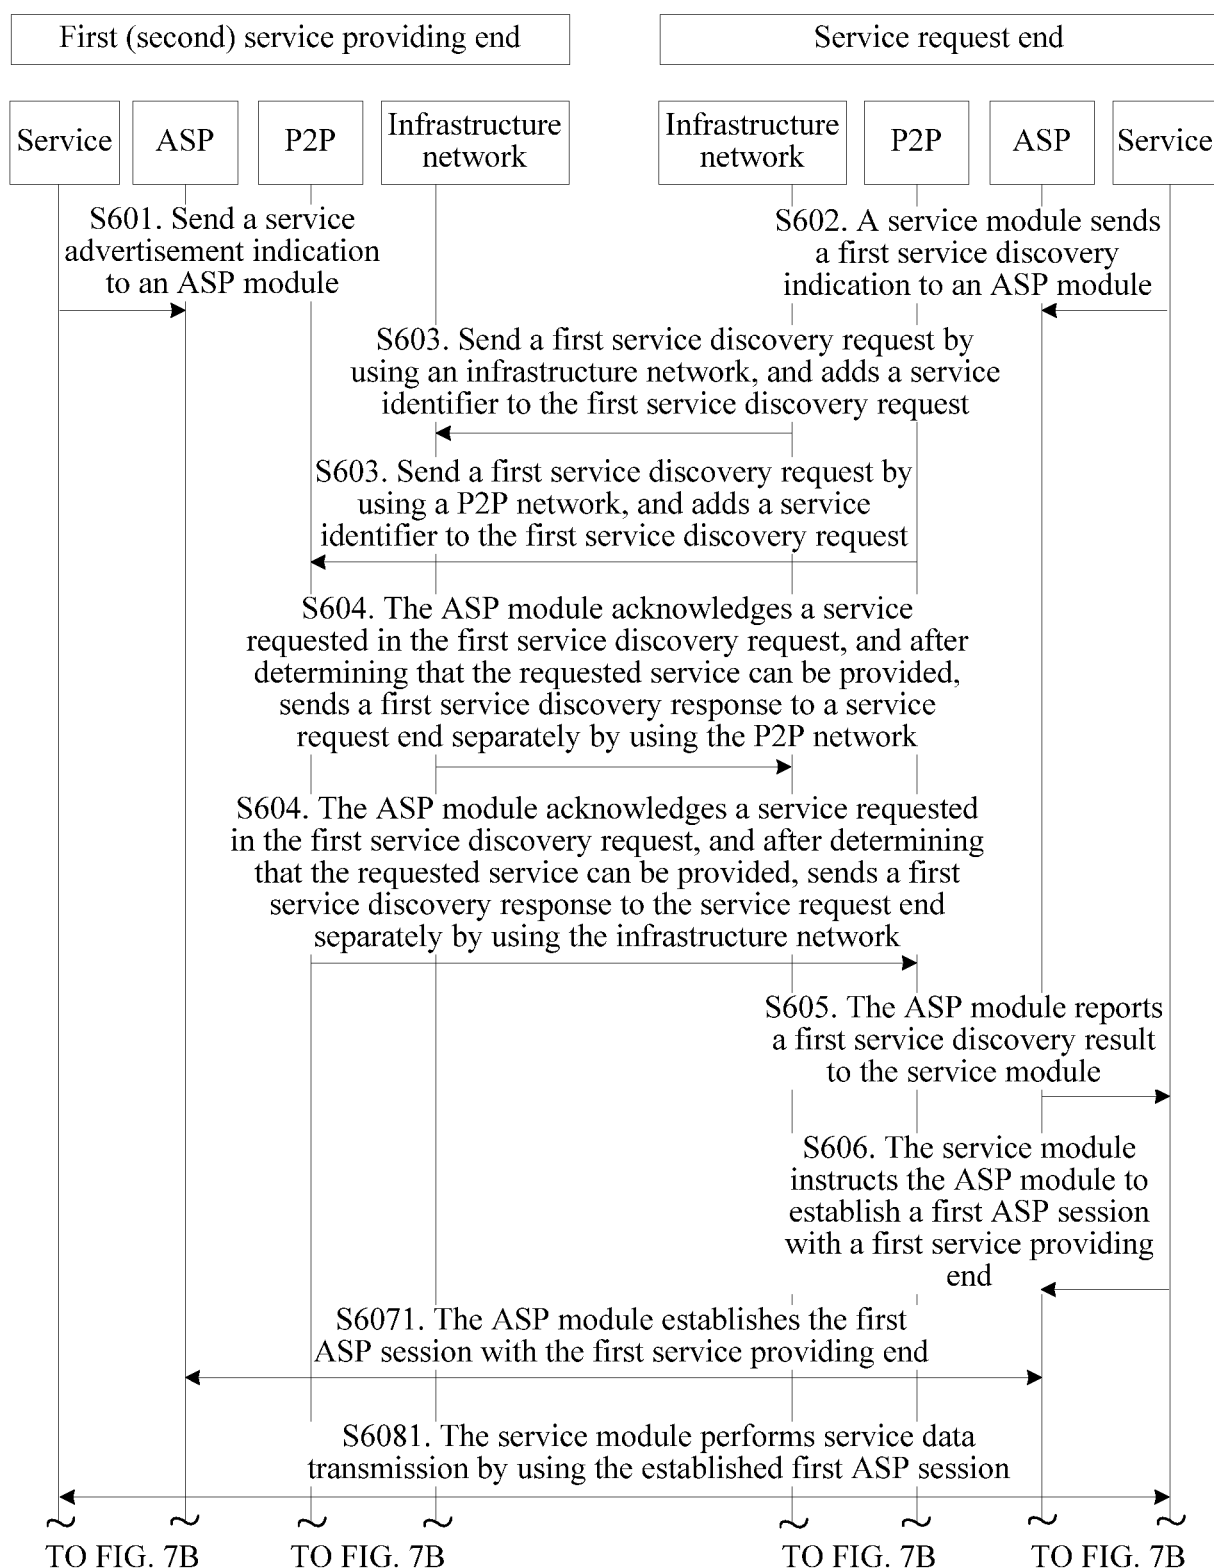 First (second) service providing end
Service request end
Service
ASP
P2P
Infrastructure
network
Infrastructure
network
P2P
ASP
Service
S601. Send a service
advertisement indication
to an ASP module
S602. A service module sends
a first service discovery
indication to an ASP module
S603. Send a first service discovery request by
using an infrastructure network, and adds a service
identifier to the first service discovery request
S603. Send a first service discovery request by
using a P2P network, and adds a service
identifier to the first service discovery request
S604. The ASP module acknowledges a service
requested in the first service discovery request, and after
determining that the requested service can be provided,
sends a first service discovery response to a service
request end separately by using the P2P network
S604. The ASP module acknowledges a service requested
in the first service discovery request, and after determining
that the requested service can be provided, sends a first
service discovery response to the service request end
separately by using the infrastructure network
S605. The ASP module reports
a first service discovery result
to the service module
S606. The service module
instructs the ASP module to
establish a first ASP session
with a first service providing
end
S6071. The ASP module establishes the first
ASP session with the first service providing end
S6081. The service module performs service data
transmission by using the established first ASP session
TO FIG. 7B
TO FIG. 7B
TO FIG. 7B
TO FIG. 7B